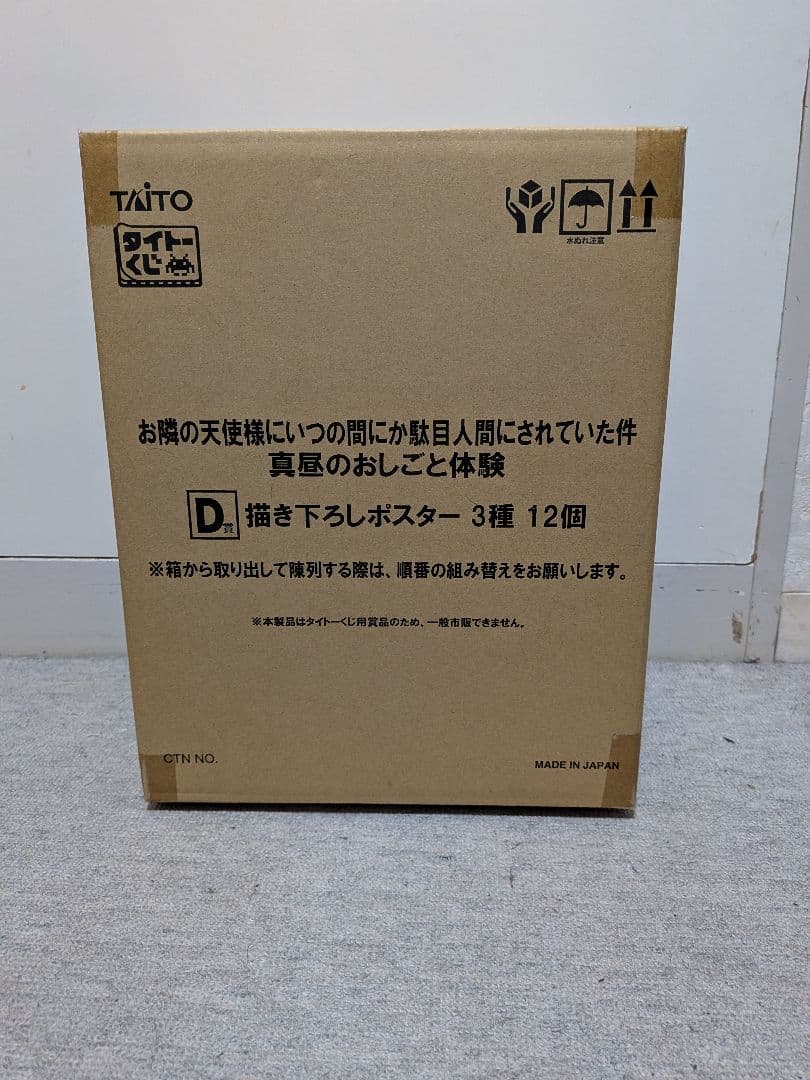 TAITO
タイトー
くじ
水ぬれ注意
お隣の天使様にいつの間にか駄目人間にされていた件
真昼のおしごと体験
D賞 描き下ろしポスター 3種 12個
※箱から取り出して陳列する際は、順番の組み替えをお願いします。
※本製品はタイトーくじ用賞品のため、一般市販できません。
CTN NO.
MADE IN JAPAN